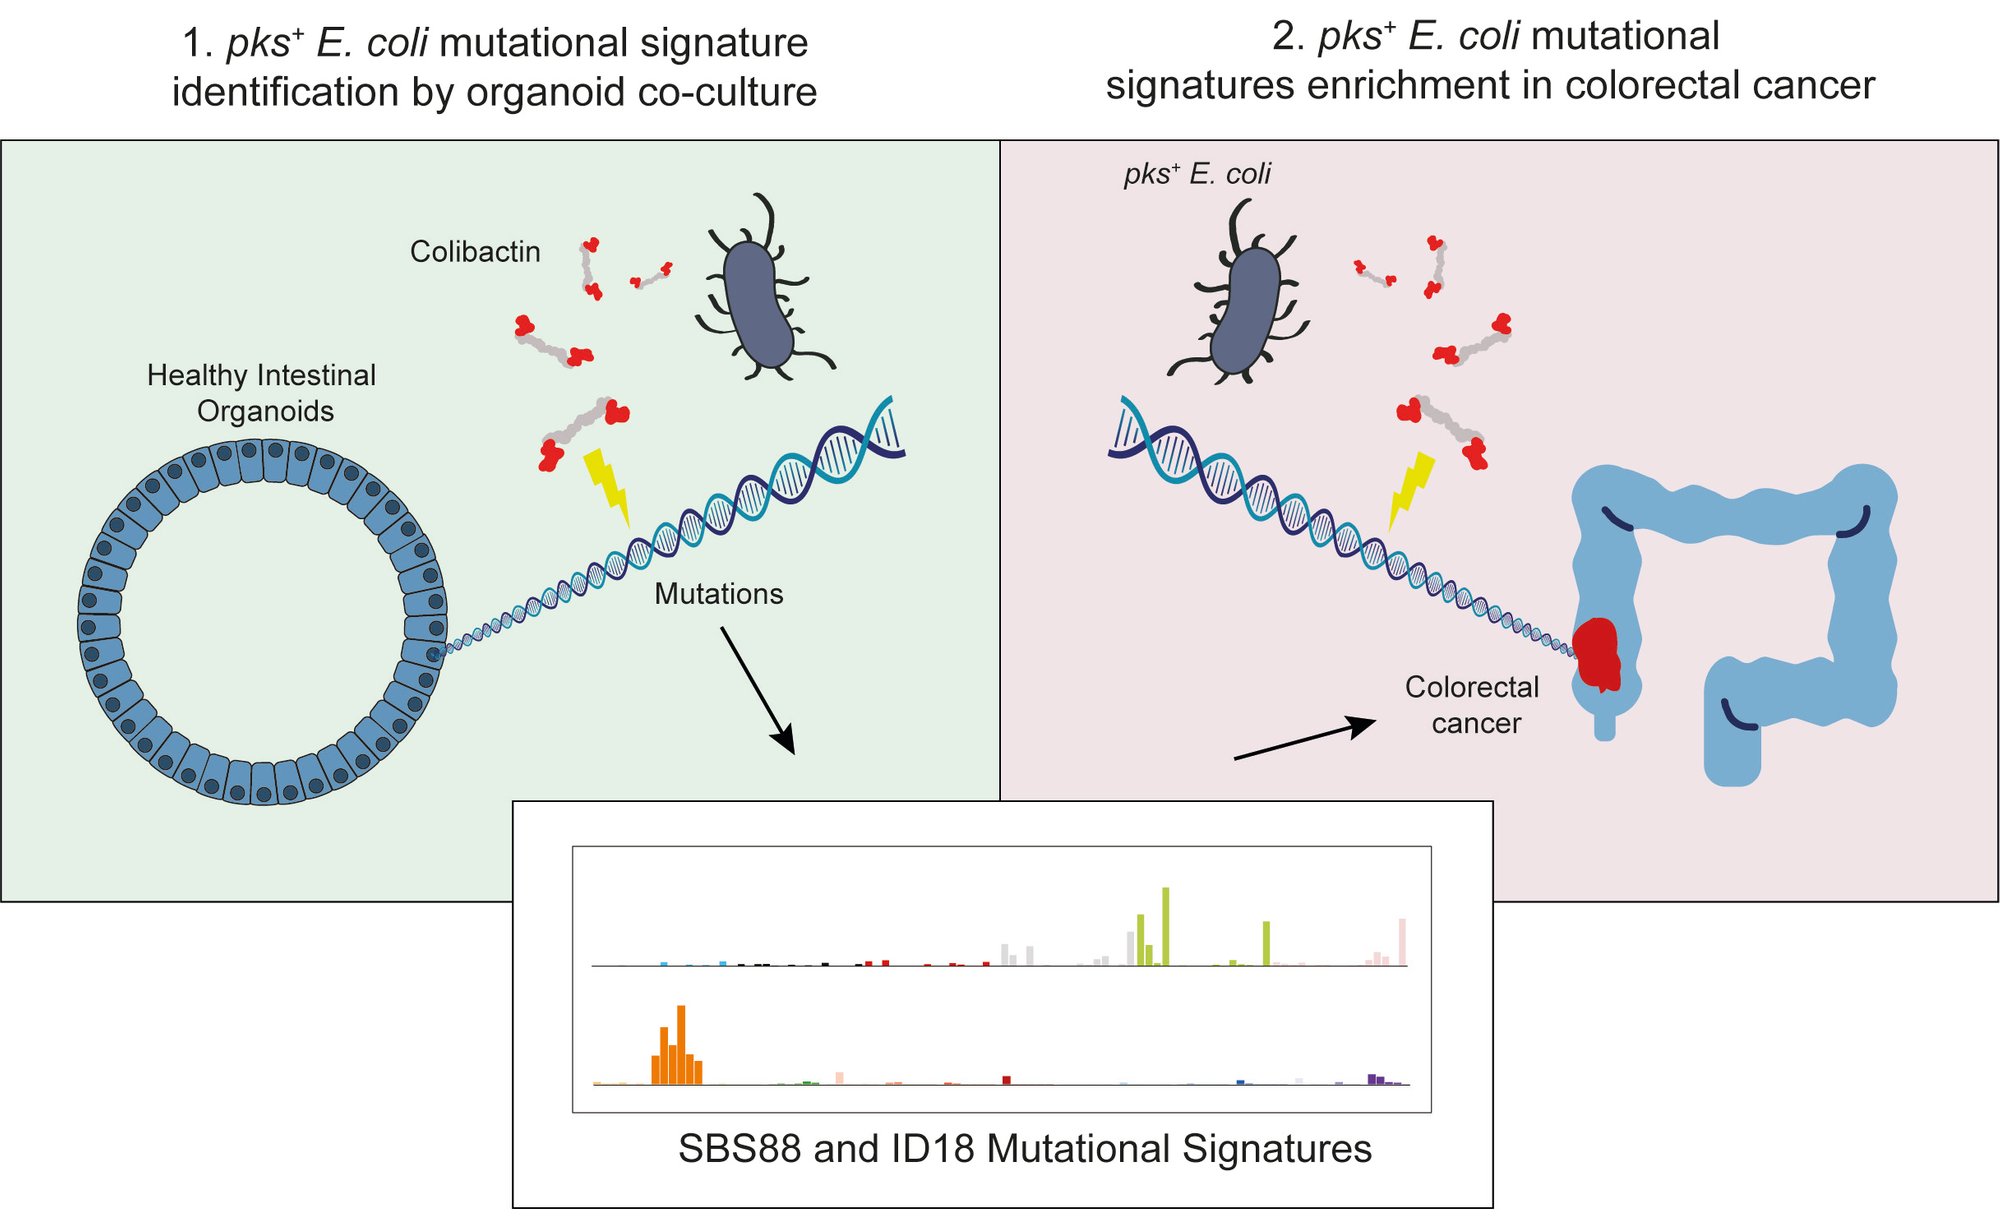 1. pks⁺ E. coli mutational signature
identification by organoid co-culture
2. pks⁺ E. coli mutational
signatures enrichment in colorectal cancer
Colibactin
Healthy Intestinal
Organoids
Mutations
pks⁺ E. coli
Colorectal
cancer
SBS88 and ID18 Mutational Signatures